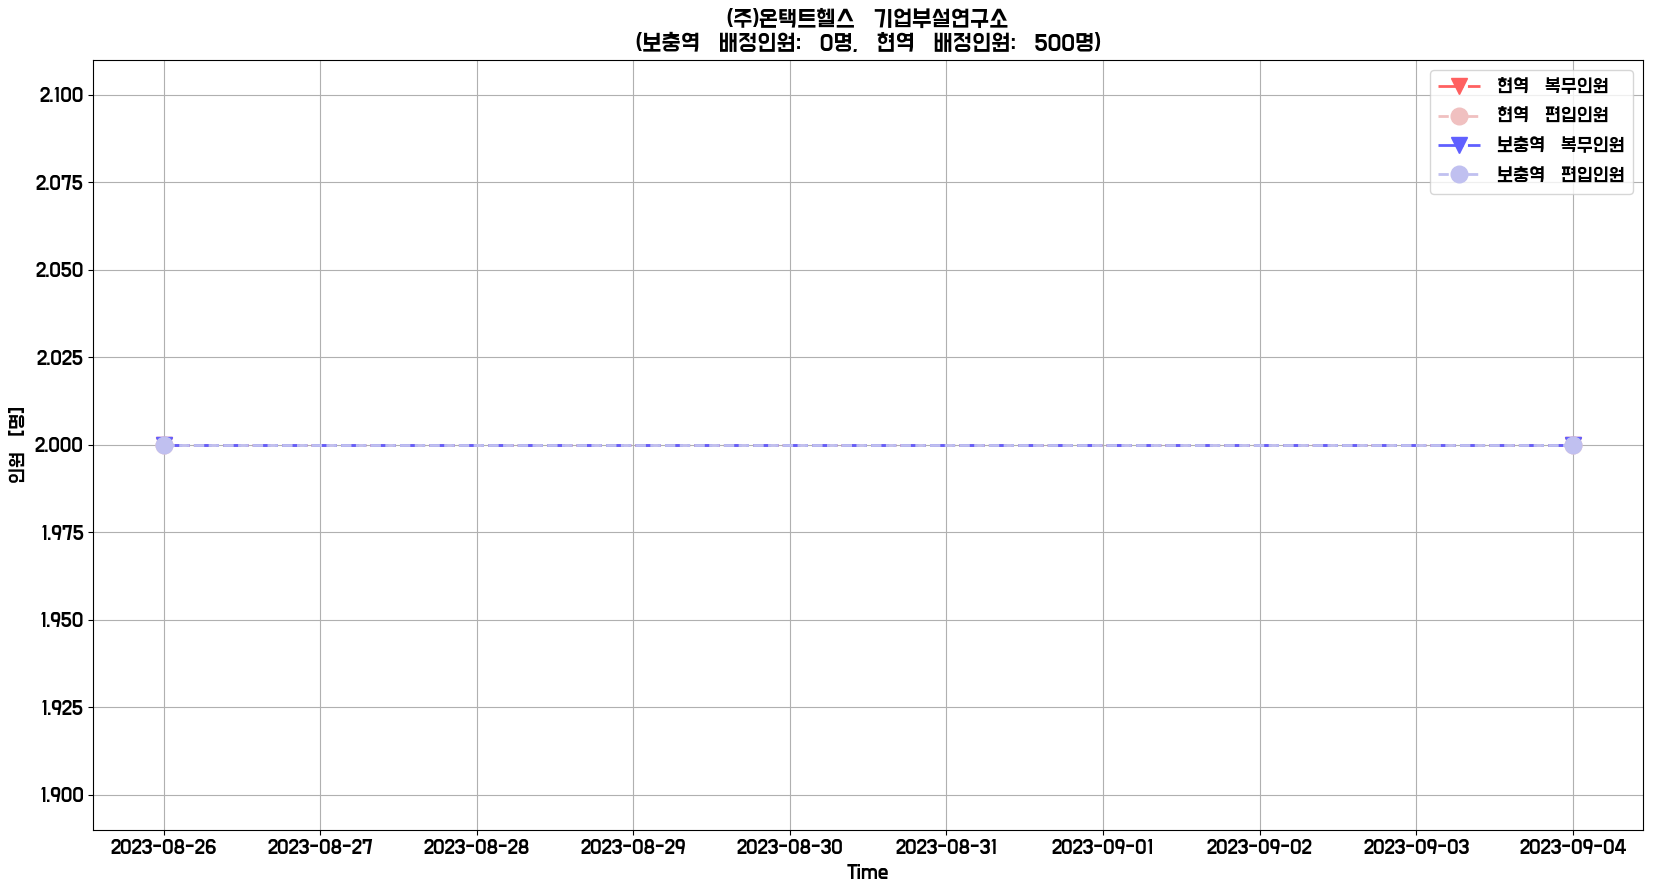 (주)온택트헬스 기업부설연구소
(보충역 배정인원: 0명, 현역 배정인원: 500명)
현역 복무인원
현역 편입인원
보충역 복무인원
보충역 편입인원
2.100
2.075
2.050
2.025
2.000
1.975
1.950
1.925
1.900
인원 [명]
2023-08-26 2023-08-27 2023-08-28 2023-08-29 2023-08-30 2023-08-31 2023-09-01 2023-09-02 2023-09-03 2023-09-04
Time